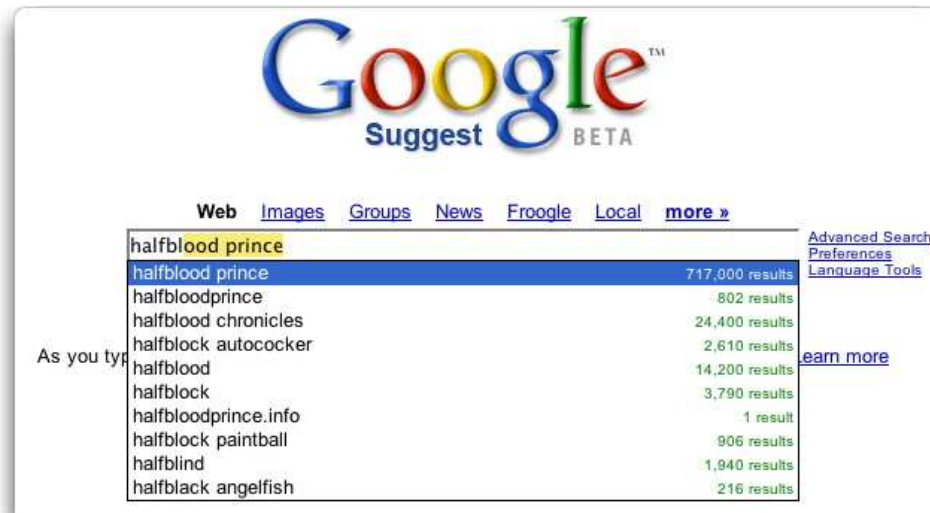 Google™
Suggest BETA
Web Images Groups News Froogle Local more »
halfblood prince
Advanced Search
Preferences
Language Tools
halfblood prince 717,000 results
halfbloodprince 802 results
halfblood chronicles 24,400 results
halfblock autococker 2,610 results
As you typ
halfblood 14,200 results
earn more
halfblock 3,790 results
halfbloodprince.info 1 result
halfblock paintball 906 results
halfblind 1,940 results
halfblack angelfish 216 results